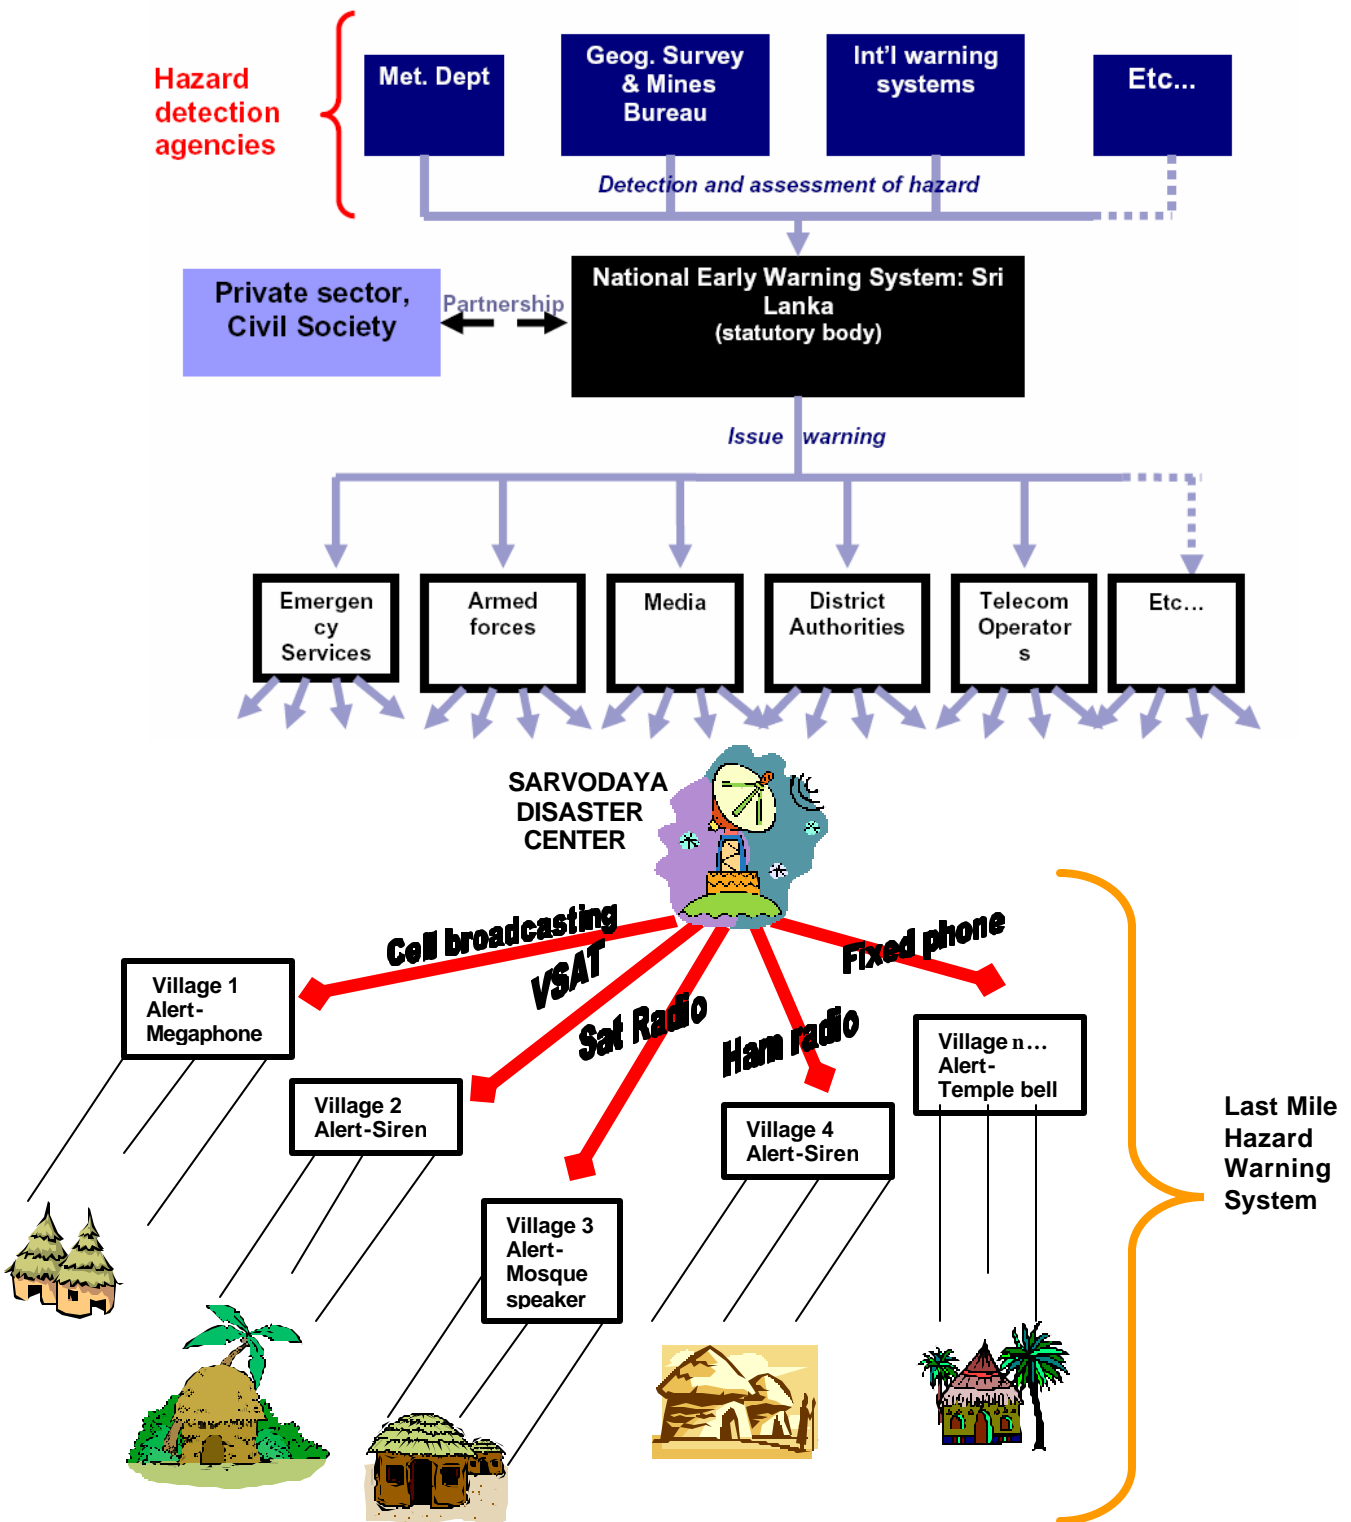 Hazard
detection
agencies
Met. Dept
Geog. Survey
& Mines
Bureau
Int'l warning
systems
Etc...
Detection and assessment of hazard
Private sector,
Civil Society
Partnership
National Early Warning System: Sri
Lanka
(statutory body)
Issue warning
Emergen
cy
Services
Armed
forces
Media
District
Authorities
Telecom
Operator
s
Etc...
SARVODAYA
DISASTER
CENTER
Cell broadcasting
VSAT
Sat Radio
Ham radio
Fixed phone
Village 1
Alert-
Megaphone
Village 2
Alert-Siren
Village 3
Alert-
Mosque
speaker
Village 4
Alert-Siren
Village n...
Alert-
Temple bell
Last Mile
Hazard
Warning
System